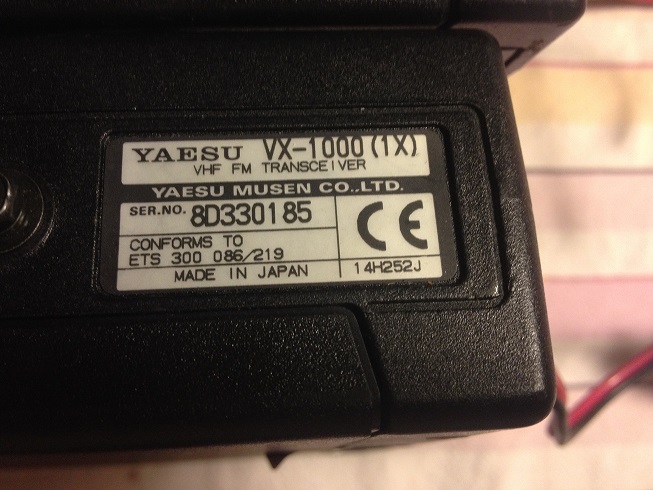 YAESU VX-1000 (1X)
VHF FM TRANSCEIVER
YAESU MUSEN CO.,LTD.
SER.NO. 8D330185
CONFORMS TO
ETS 300 086/219
CE
MADE IN JAPAN
14H252J